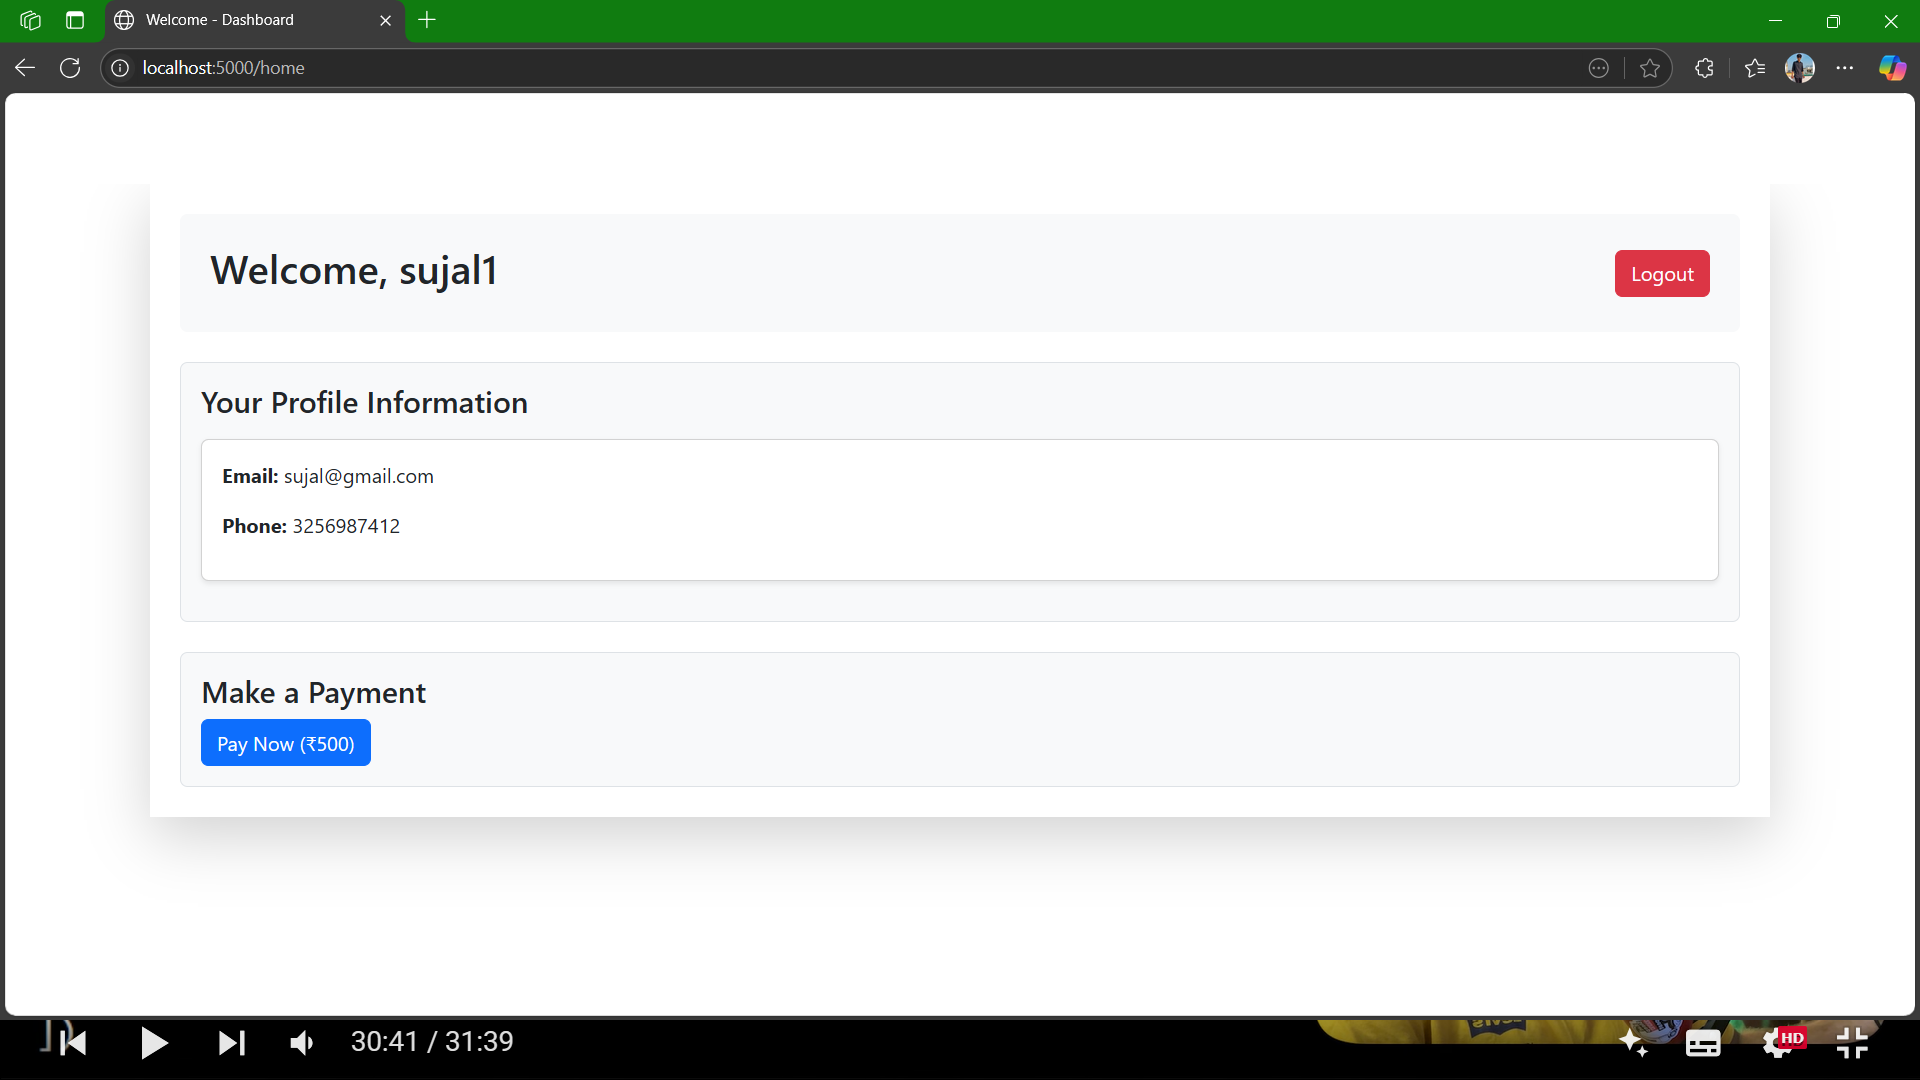 Welcome - Dashboard
localhost:5000/home
Welcome, sujal1
Logout
Your Profile Information
Email: sujal@gmail.com
Phone: 3256987412
Make a Payment
Pay Now (₹500)
30:41 / 31:39
HD